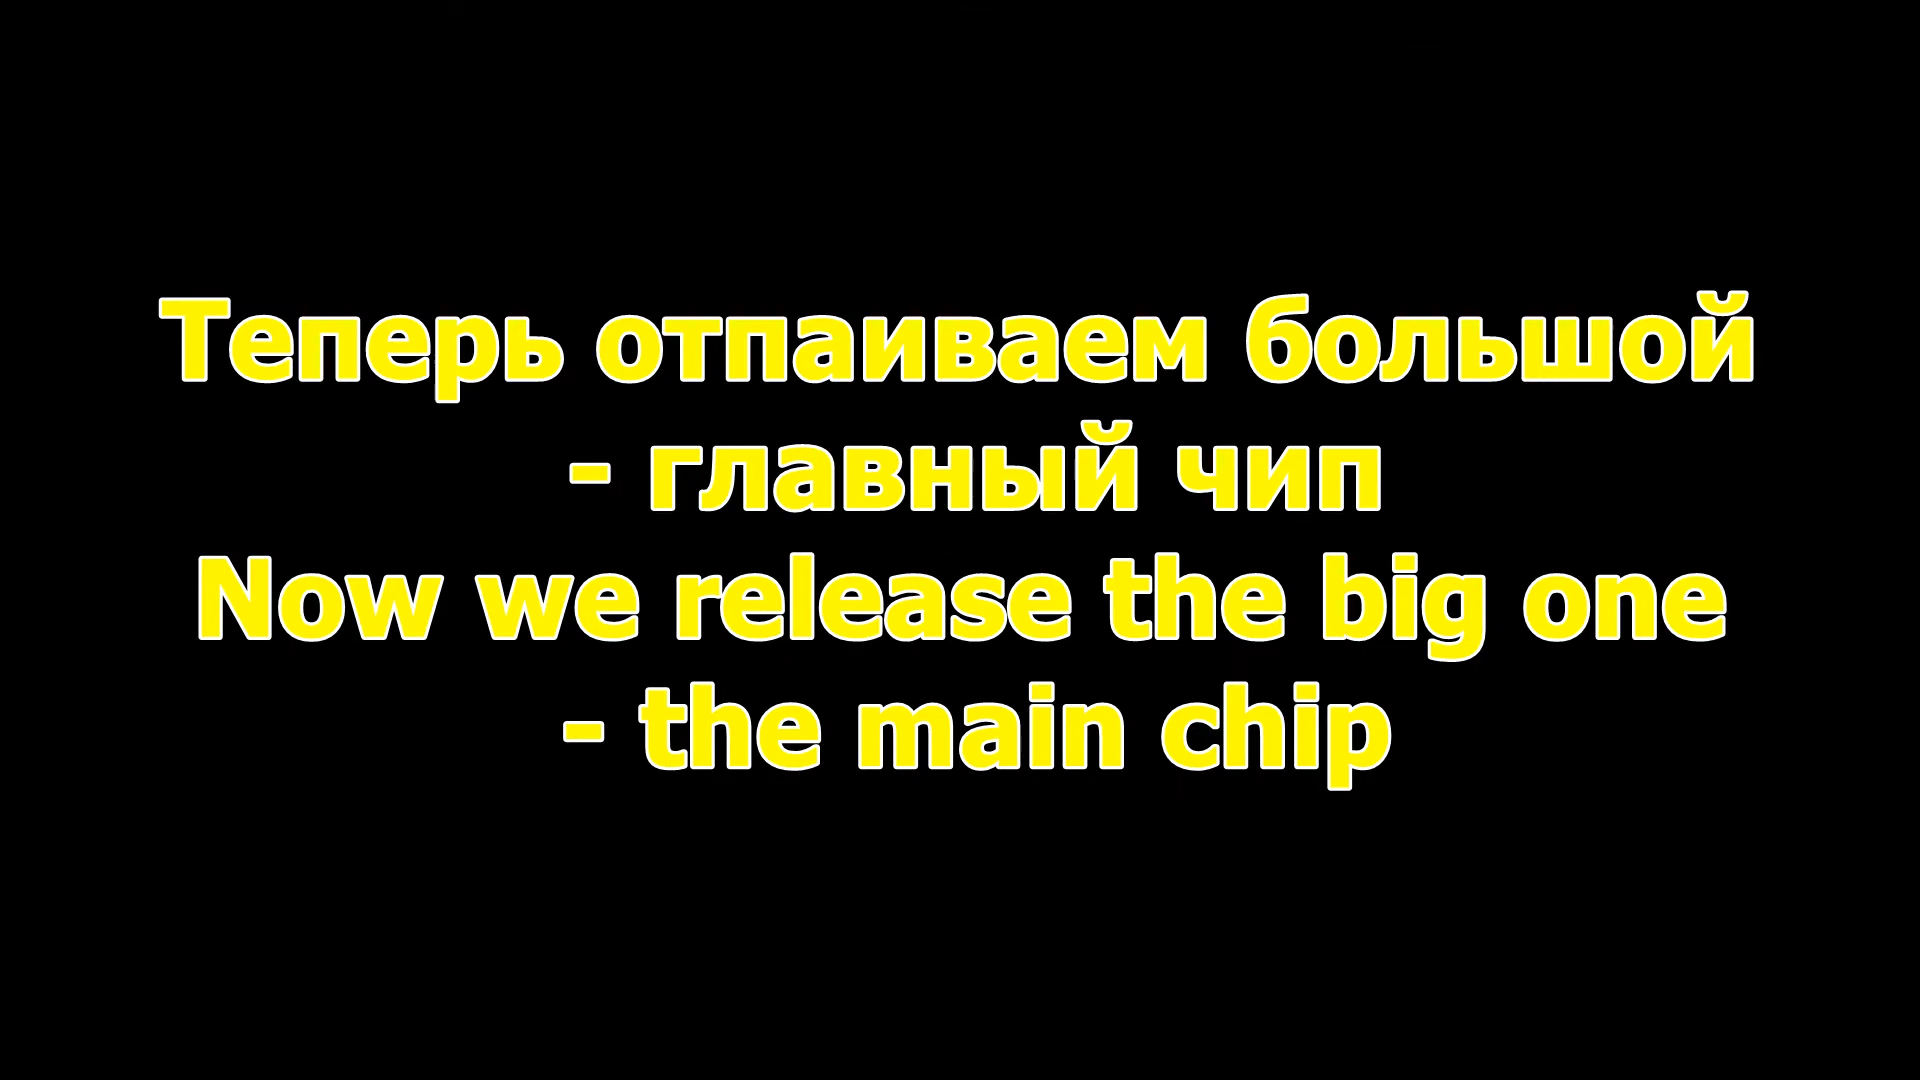 Теперь отпаиваем большой
- главный чип
Now we release the big one
- the main chip